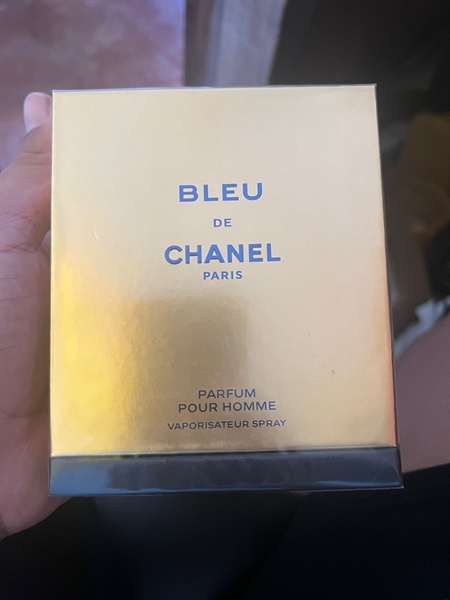 BLEU
DE
CHANEL
PARIS
PARFUM
POUR HOMME
VAPORISATEUR SPRAY